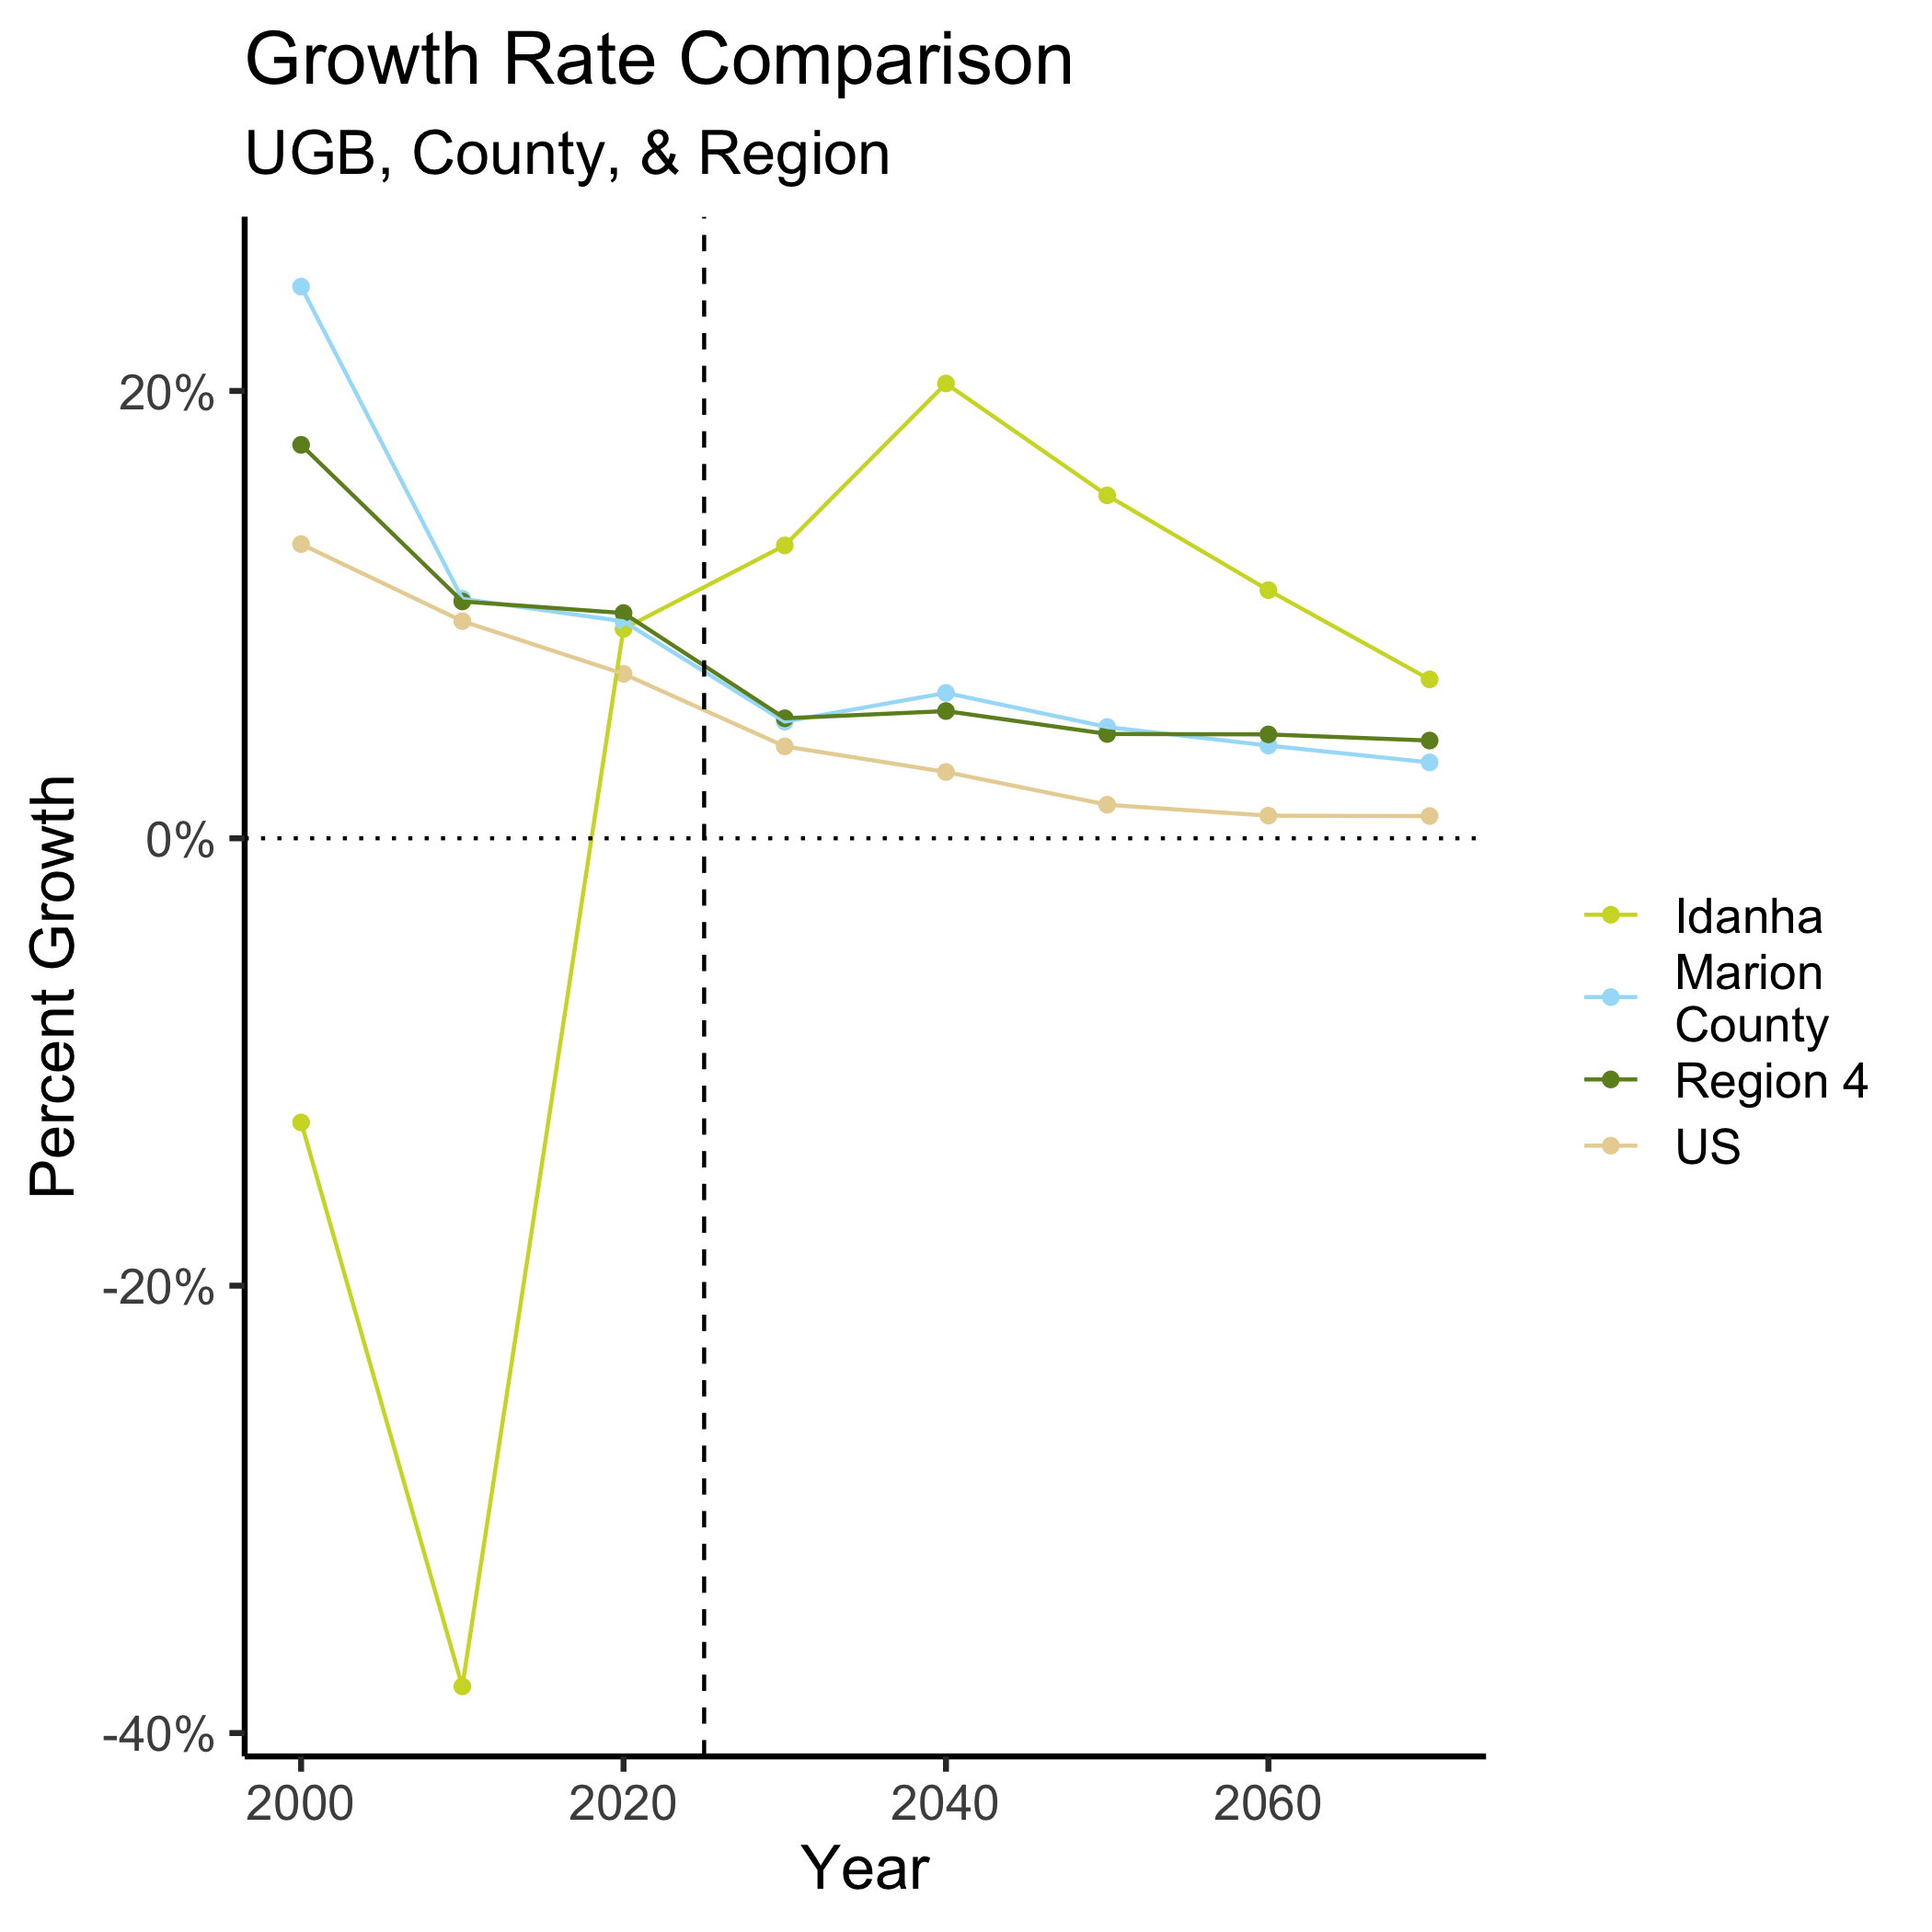 Growth Rate Comparison
UGB, County, & Region
20%
0%
-20%
-40%
Percent Growth
2000
2020
2040
2060
Year
Idanha
Marion
County
Region 4
US